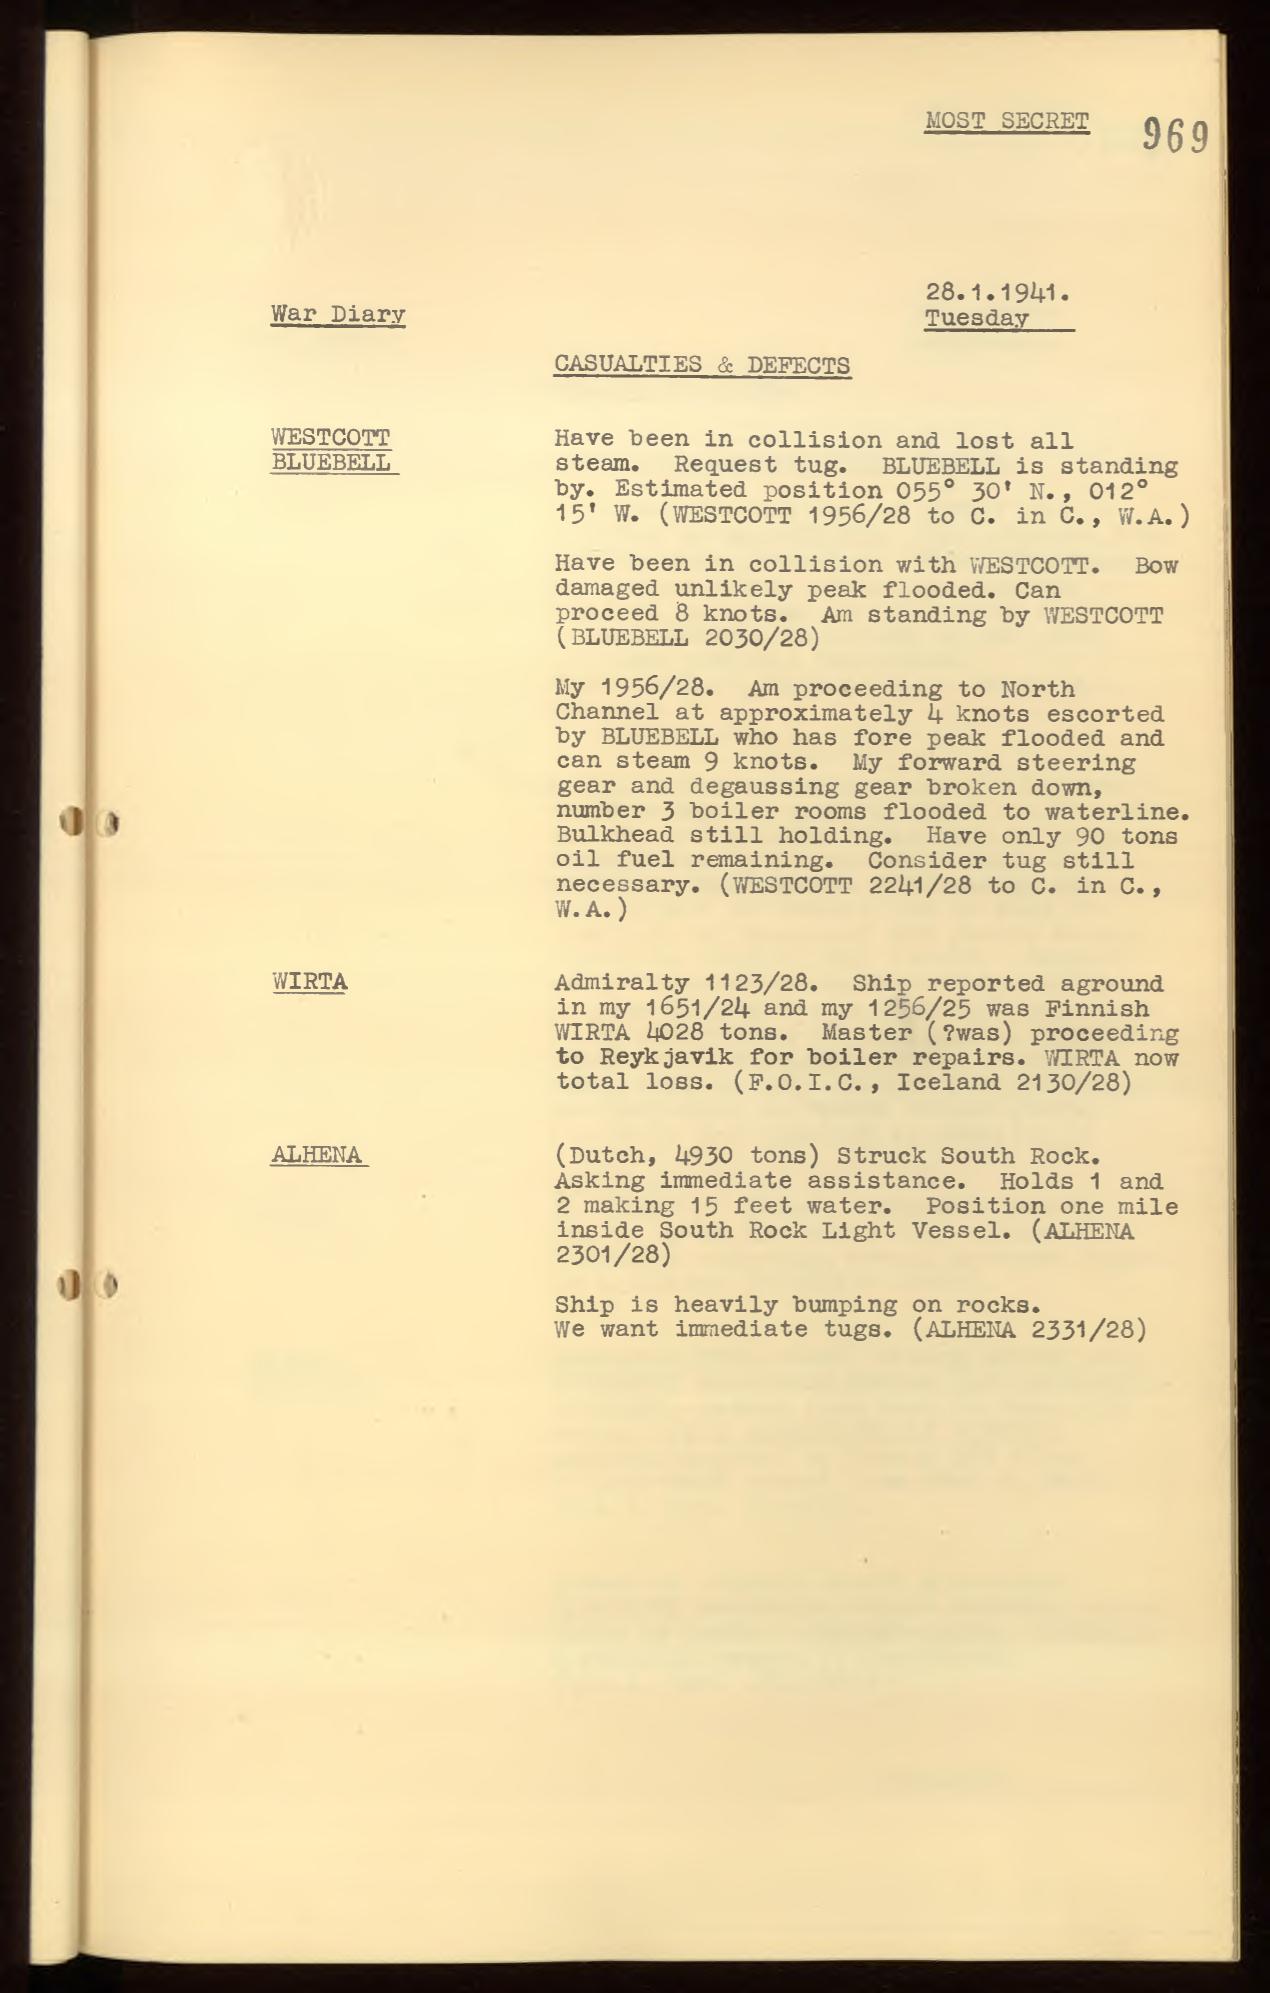 MOST SECRET
969
28.1.1941.
War Diary
Tuesday
CASUALTIES & DEFECTS
WESTCOTT
BLUEBELL
Have been in collision and lost all
steam. Request tug. BLUEBELL is standing
by. Estimated position 055° 30' N., 012°
15' W. (WESTCOTT 1956/28 to C. in C., W.A.)
Have been in collision with WESTCOTT. Bow
damaged unlikely peak flooded. Can
proceed 8 knots. Am standing by WESTCOTT
(BLUEBELL 2030/28)
My 1956/28. Am proceeding to North
Channel at approximately 4 knots escorted
by BLUEBELL who has fore peak flooded and
can steam 9 knots. My forward steering
gear and degaussing gear broken down,
number 3 boiler rooms flooded to waterline.
Bulkhead still holding. Have only 90 tons
oil fuel remaining. Consider tug still
necessary. (WESTCOTT 2241/28 to C. in C.,
W.A.)
WIRTA
Admiralty 1123/28. Ship reported aground
in my 1651/24 and my 1256/25 was Finnish
WIRTA 4028 tons. Master (?was) proceeding
to Reykjavik for boiler repairs. WIRTA now
total loss. (F.O.I.C., Iceland 2130/28)
ALHENA
(Dutch, 4930 tons) Struck South Rock.
Asking immediate assistance. Holds 1 and
2 making 15 feet water. Position one mile
inside South Rock Light Vessel. (ALHENA
2301/28)
Ship is heavily bumping on rocks.
We want immediate tugs. (ALHENA 2331/28)